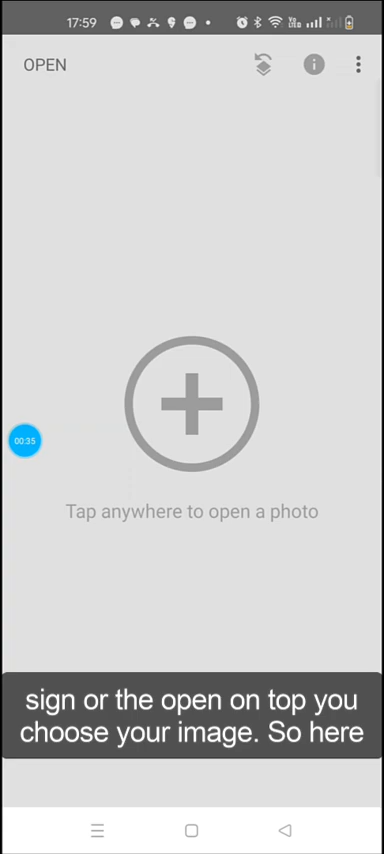 17:59
OPEN
00:35
Tap anywhere to open a photo
sign or the open on top you
choose your image. So here